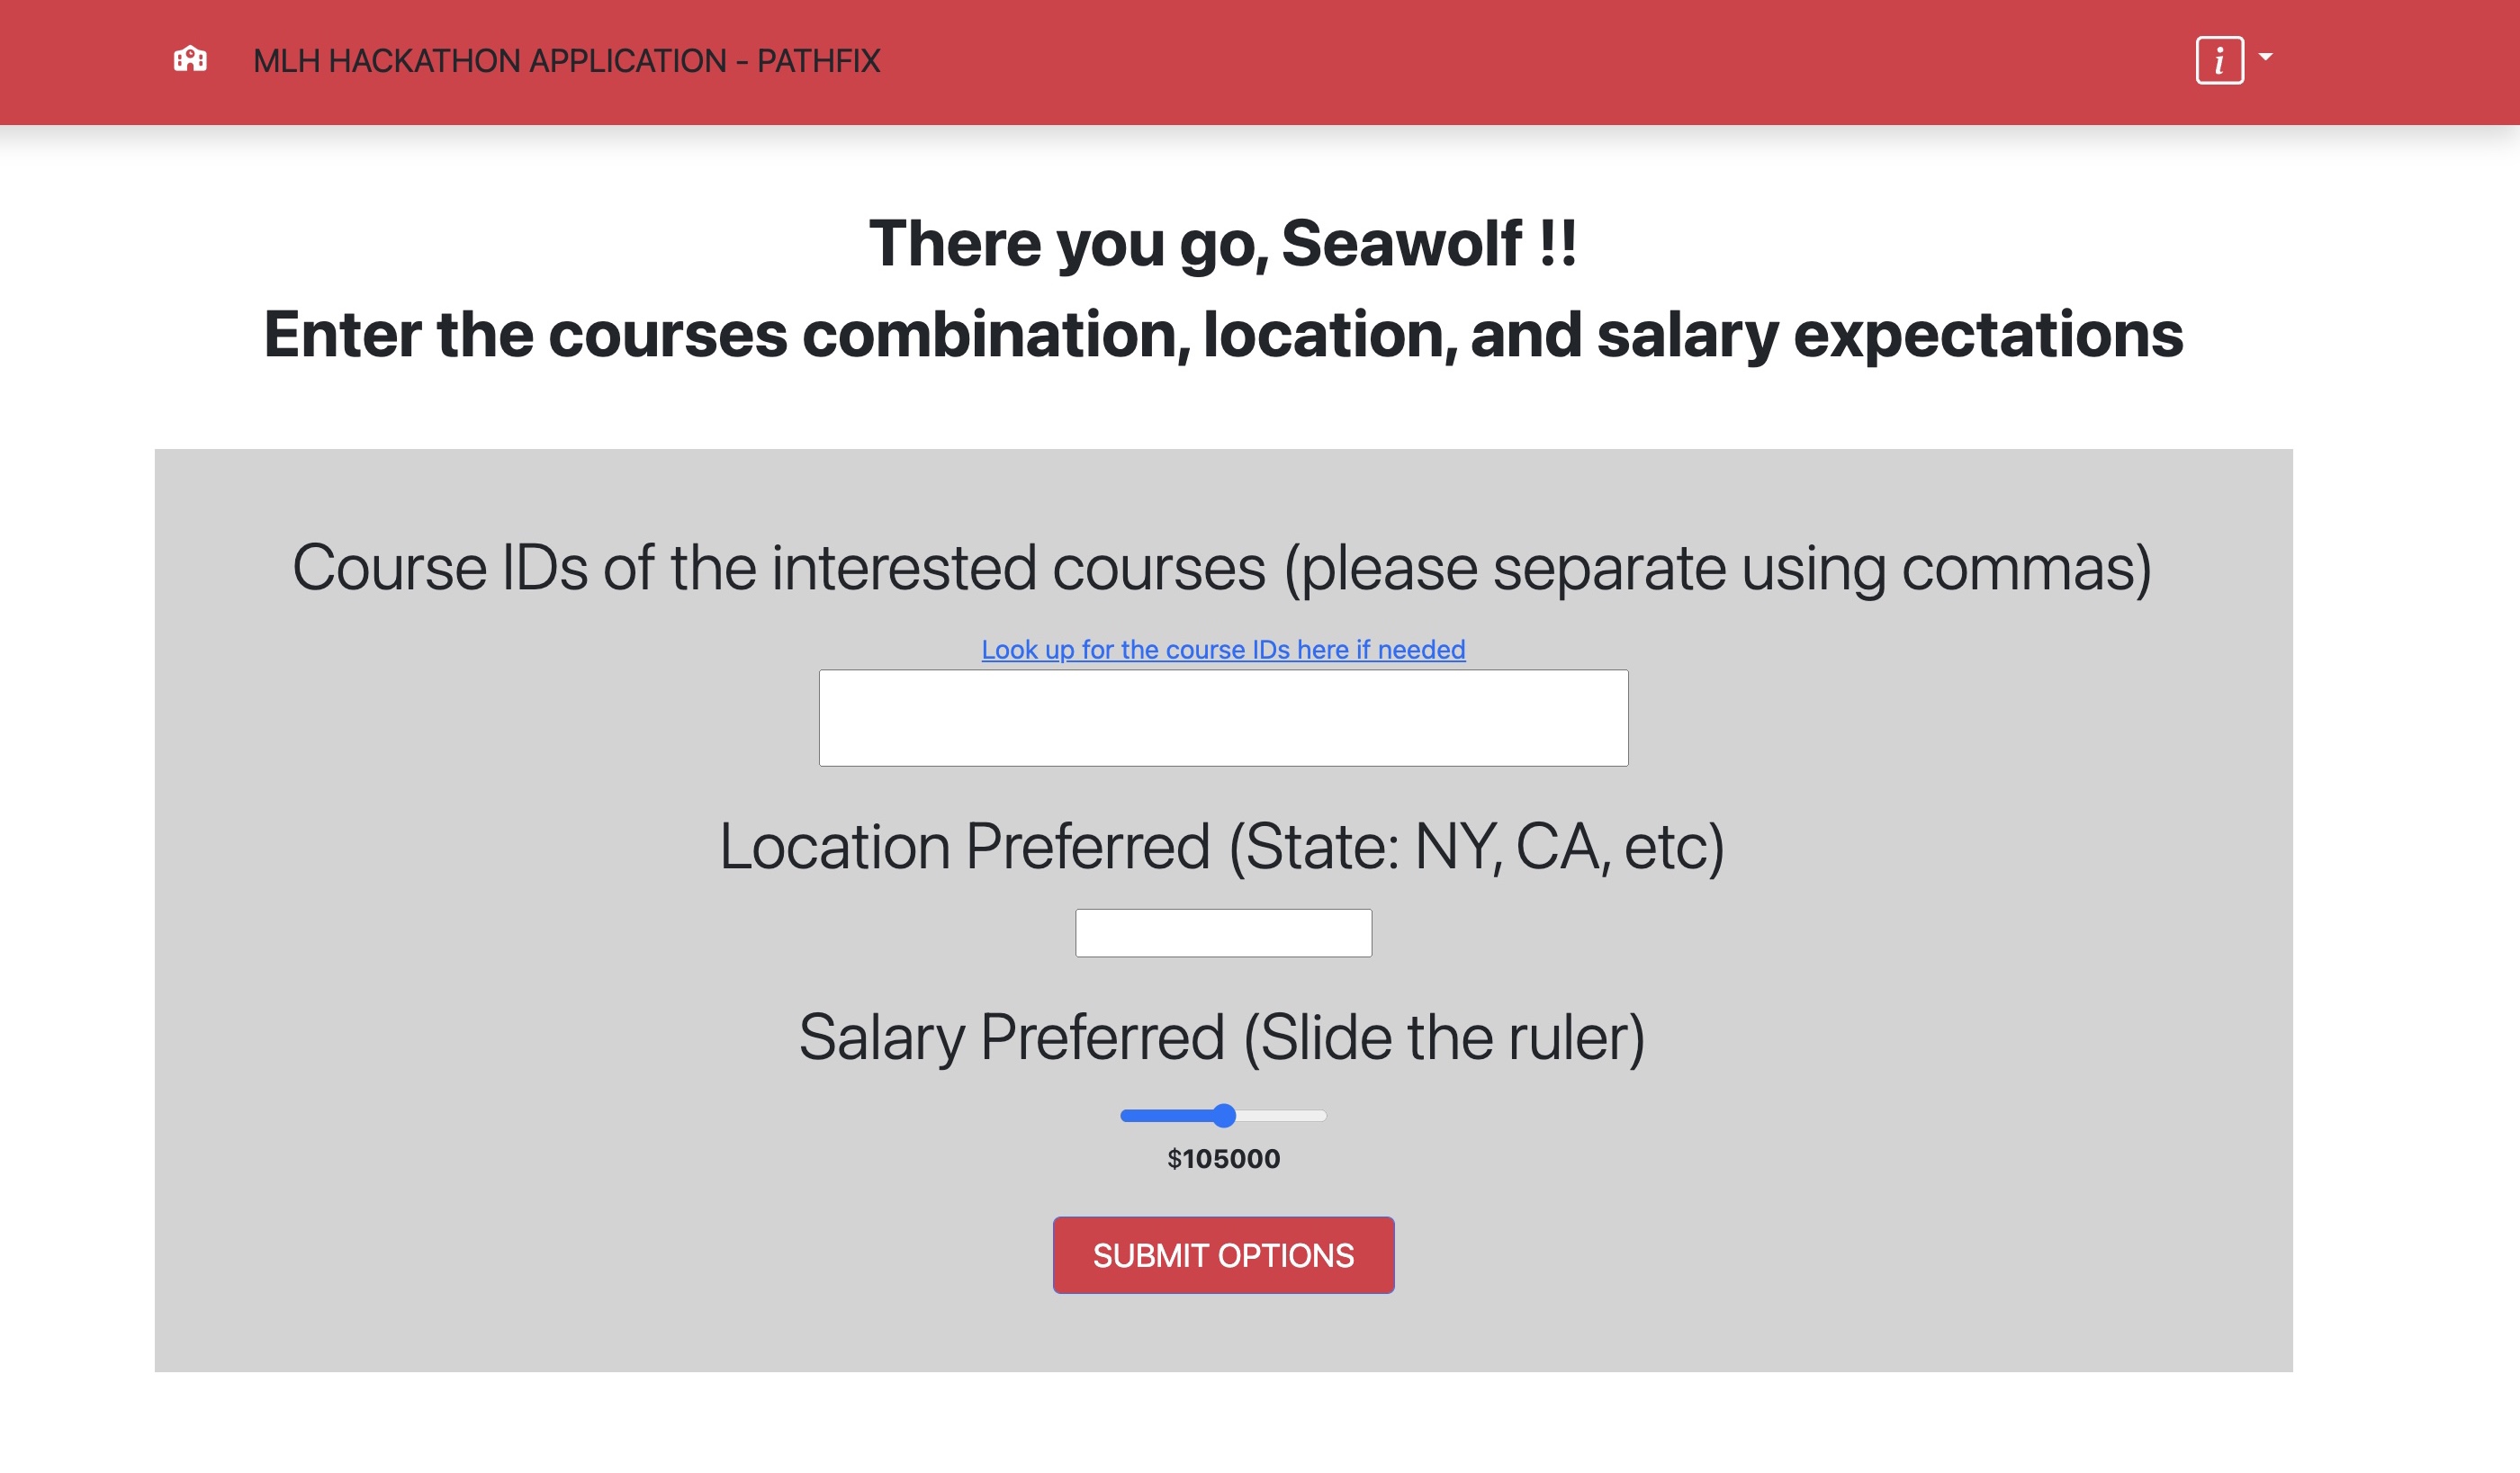 MLH HACKATHON APPLICATION - PATHFIX
i
There you go, Seawolf !!
Enter the courses combination, location, and salary expectations
Course IDs of the interested courses (please separate using commas)
Look up for the course IDs here if needed
Location Preferred (State: NY, CA, etc)
Salary Preferred (Slide the ruler)
$105000
SUBMIT OPTIONS